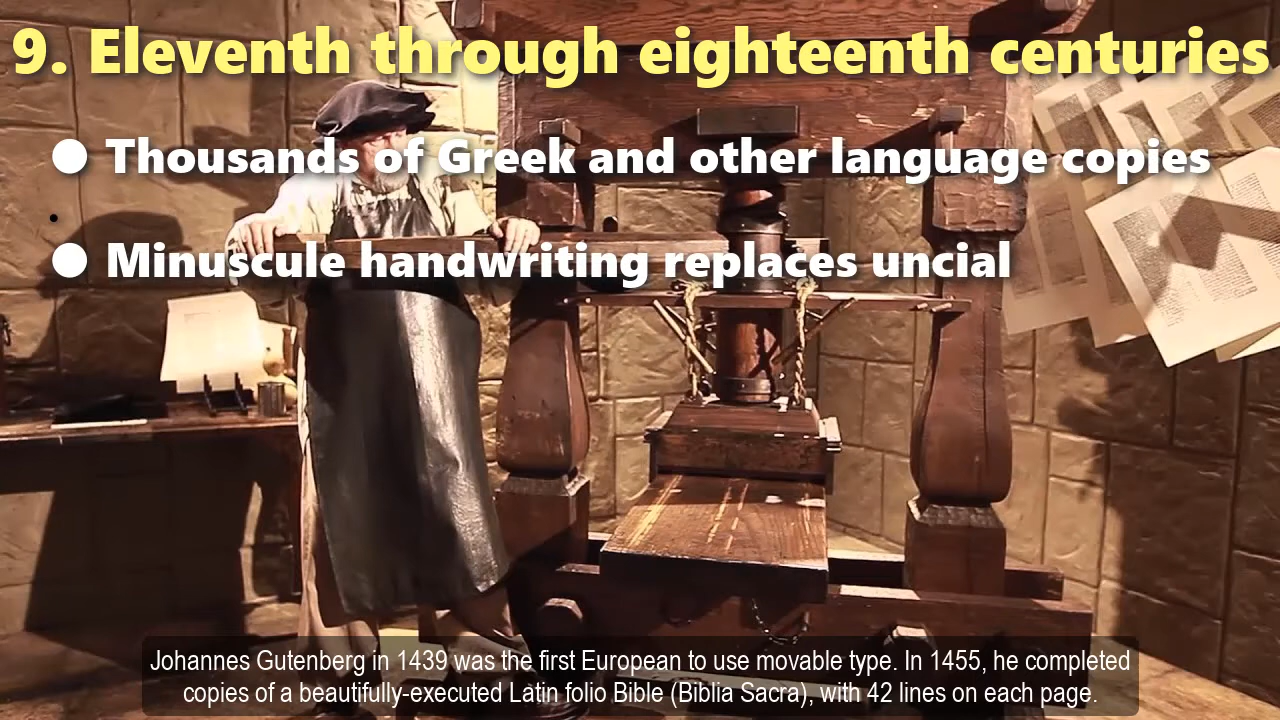 9. Eleventh through eighteenth centuries
● Thousands of Greek and other language copies
•
● Minuscule handwriting replaces uncial
Johannes Gutenberg in 1439 was the first European to use movable type. In 1455, he completed
copies of a beautifully-executed Latin folio Bible (Biblia Sacra), with 42 lines on each page.